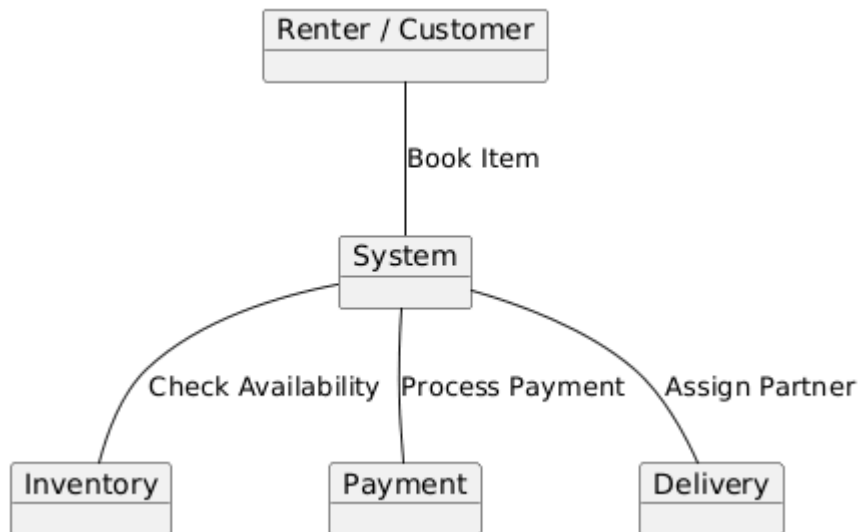 Renter / Customer
Book Item
System
Check Availability
Process Payment
Assign Partner
Inventory
Payment
Delivery